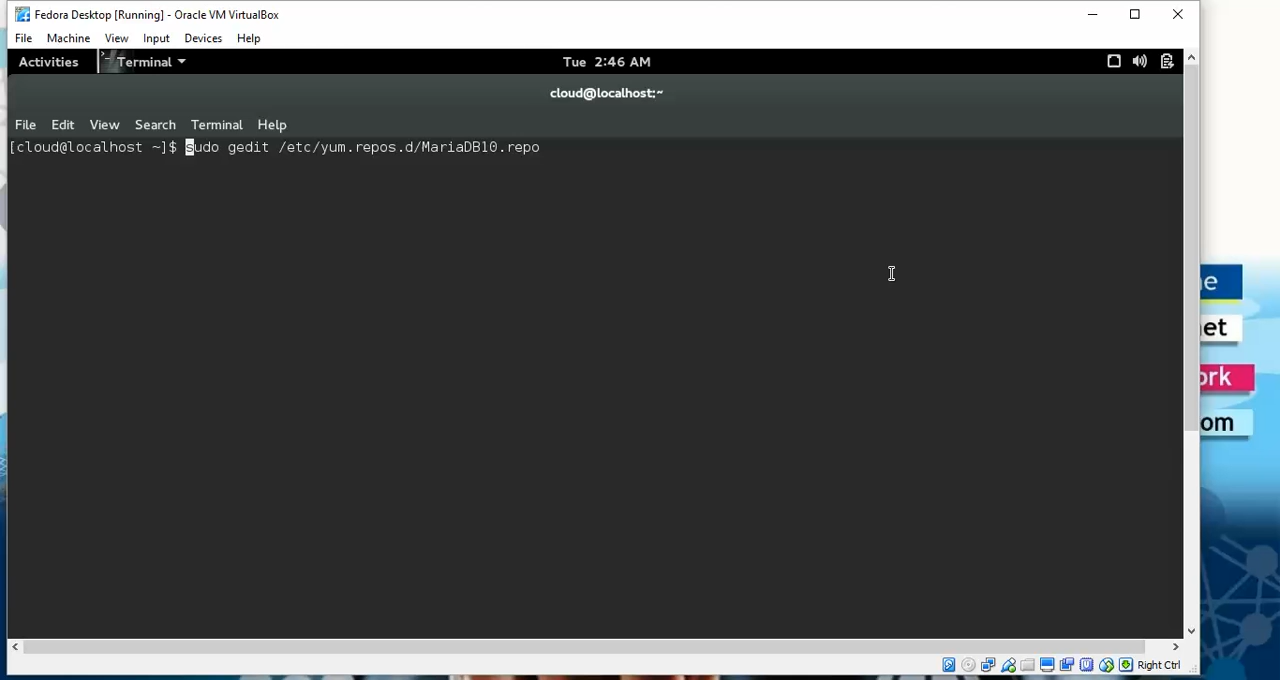 Fedora Desktop [Running] - Oracle VM VirtualBox
File Machine View Input Devices Help
Activities Terminal Tue 2:46 AM
cloud@localhost:~
File Edit View Search Terminal Help
[cloud@localhost ~]$ sudo gedit /etc/yum.repos.d/MariaDB10.repo
Right Ctrl